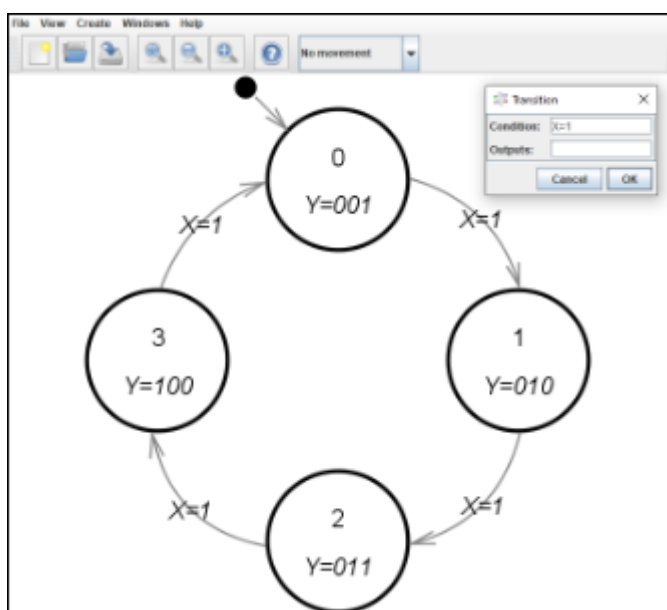 File View Create Windows Help
No movement
Transition
Condition: X=1
Outputs:
Cancel OK
0
Y=001
X=1
X=1
3
Y=100
1
Y=010
X=1
X=1
2
Y=011